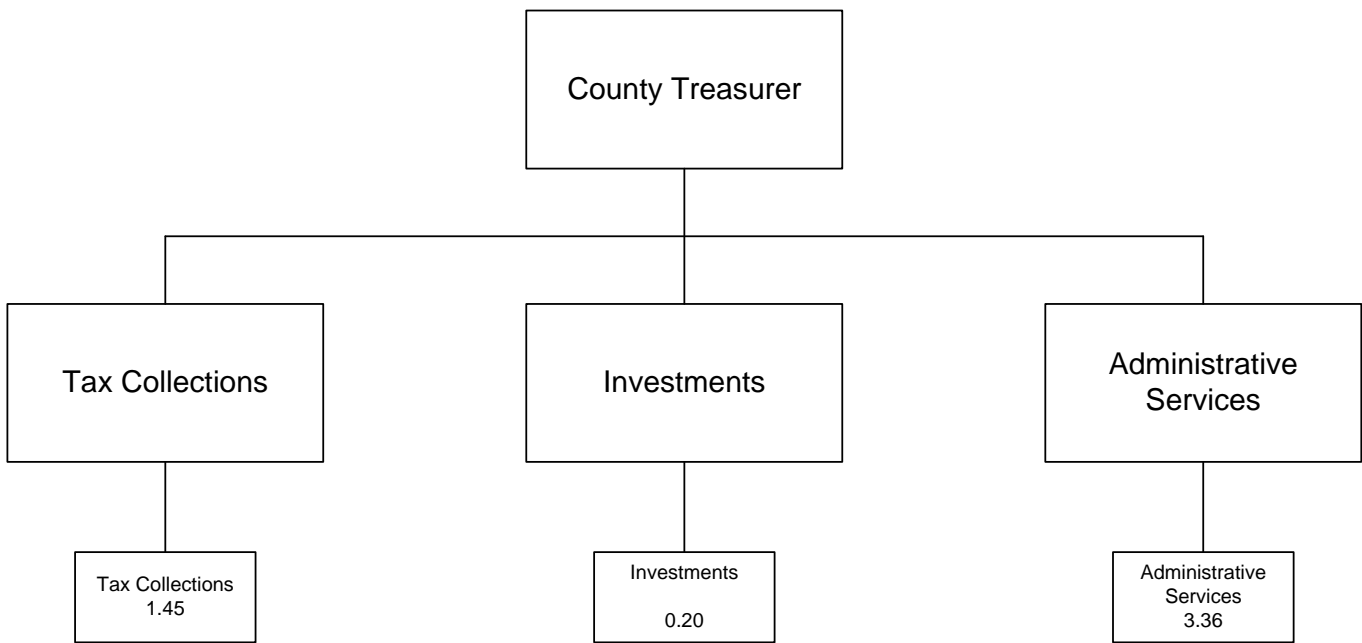 County Treasurer
Tax Collections
Investments
Administrative
Services
Tax Collections
1.45
Investments
0.20
Administrative
Services
3.36